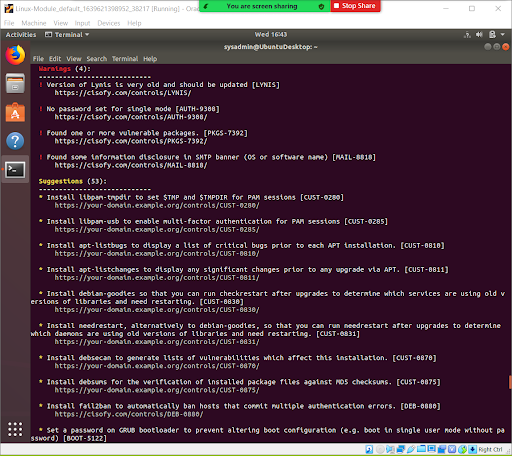 Linux-Module_default_1639621398952_38217 [Running] - Orac
You are screen sharing
Stop Share
File Machine View Input Devices Help
Activities Terminal Wed 16:43
sysadmin@UbuntuDesktop: ~
File Edit View Search Terminal Help
Warnings (4):
----------------------------
! Version of Lynis is very old and should be updated [LYNIS]
https://cisofy.com/controls/LYNIS/
! No password set for single mode [AUTH-9308]
https://cisofy.com/controls/AUTH-9308/
! Found one or more vulnerable packages. [PKGS-7392]
https://cisofy.com/controls/PKGS-7392/
! Found some information disclosure in SMTP banner (OS or software name) [MAIL-8818]
https://cisofy.com/controls/MAIL-8818/
Suggestions (53):
----------------------------
* Install libpam-tmpdir to set $TMP and $TMPDIR for PAM sessions [CUST-0280]
https://your-domain.example.org/controls/CUST-0280/
* Install libpam-usb to enable multi-factor authentication for PAM sessions [CUST-0285]
https://your-domain.example.org/controls/CUST-0285/
* Install apt-listbugs to display a list of critical bugs prior to each APT installation. [CUST-0810]
https://your-domain.example.org/controls/CUST-0810/
* Install apt-listchanges to display any significant changes prior to any upgrade via APT. [CUST-0811]
https://your-domain.example.org/controls/CUST-0811/
* Install debian-goodies so that you can run checkrestart after upgrades to determine which services are using old v
ersions of libraries and need restarting. [CUST-0830]
https://your-domain.example.org/controls/CUST-0830/
* Install needrestart, alternatively to debian-goodies, so that you can run needrestart after upgrades to determine
which daemons are using old versions of libraries and need restarting. [CUST-0831]
https://your-domain.example.org/controls/CUST-0831/
* Install debsecan to generate lists of vulnerabilities which affect this installation. [CUST-0870]
https://your-domain.example.org/controls/CUST-0870/
* Install debsums for the verification of installed package files against MD5 checksums. [CUST-0875]
https://your-domain.example.org/controls/CUST-0875/
* Install fail2ban to automatically ban hosts that commit multiple authentication errors. [DEB-0880]
https://cisofy.com/controls/DEB-0880/
* Set a password on GRUB bootloader to prevent altering boot configuration (e.g. boot in single user mode without pa
ssword) [BOOT-5122]
Right Ctrl